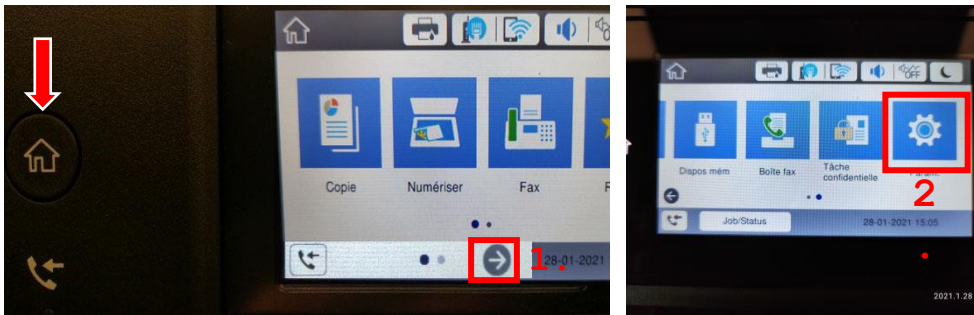 Copie
Numériser
Fax
1.
28-01-2021
OFF
Dispos mém
Boîte fax
Tâche
confidentielle
2
Job/Status
28-01-2021 15:05
.
2021.1.28